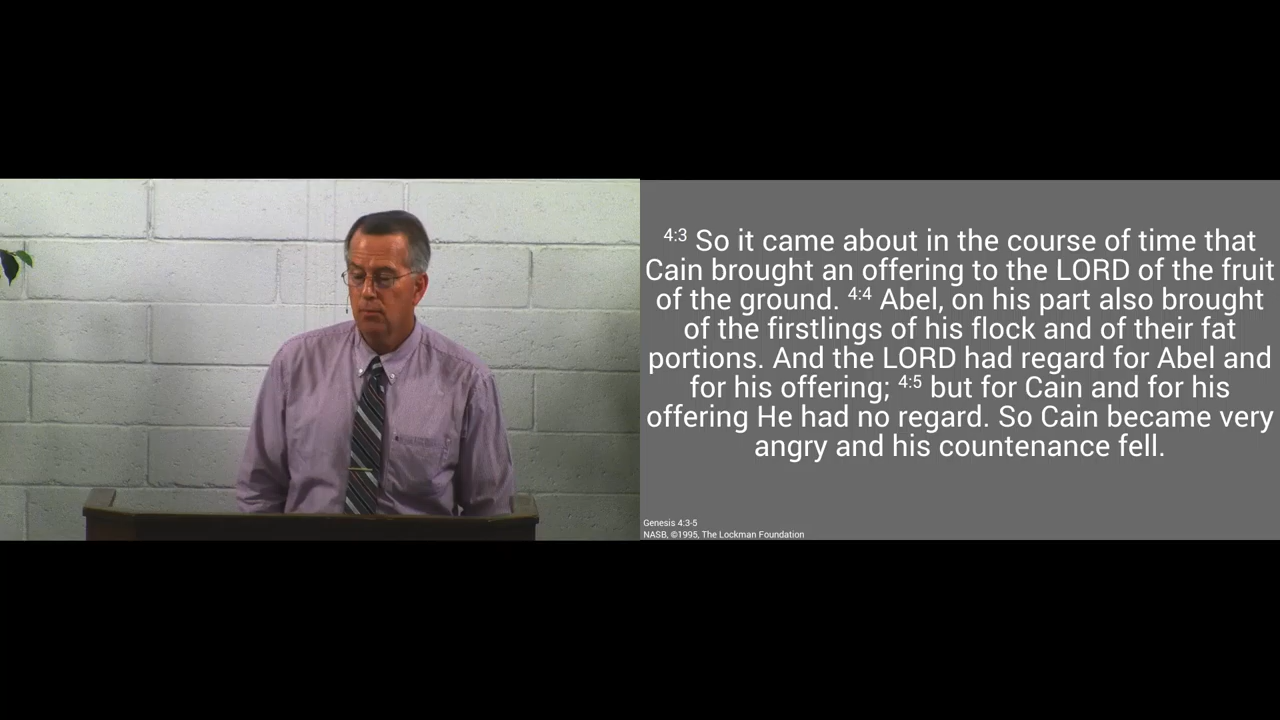 4:3 So it came about in the course of time that
Cain brought an offering to the LORD of the fruit
of the ground. 4:4 Abel, on his part also brought
of the firstlings of his flock and of their fat
portions. And the LORD had regard for Abel and
for his offering; 4:5 but for Cain and for his
offering He had no regard. So Cain became very
angry and his countenance fell.
Genesis 4:3-5
NASB, ©1995, The Lockman Foundation